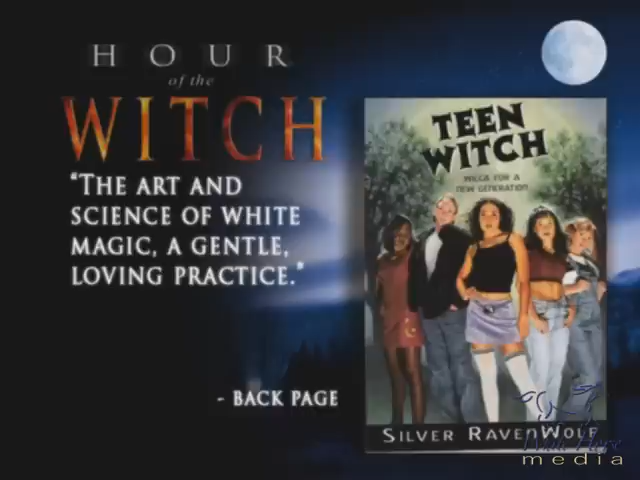 HOUR
of the
WITCH
“THE ART AND
SCIENCE OF WHITE
MAGIC, A GENTLE,
LOVING PRACTICE.”
- BACK PAGE
TEEN
WITCH
WICCA FOR A
NEW GENERATION
SILVER RAVENWOLF
media